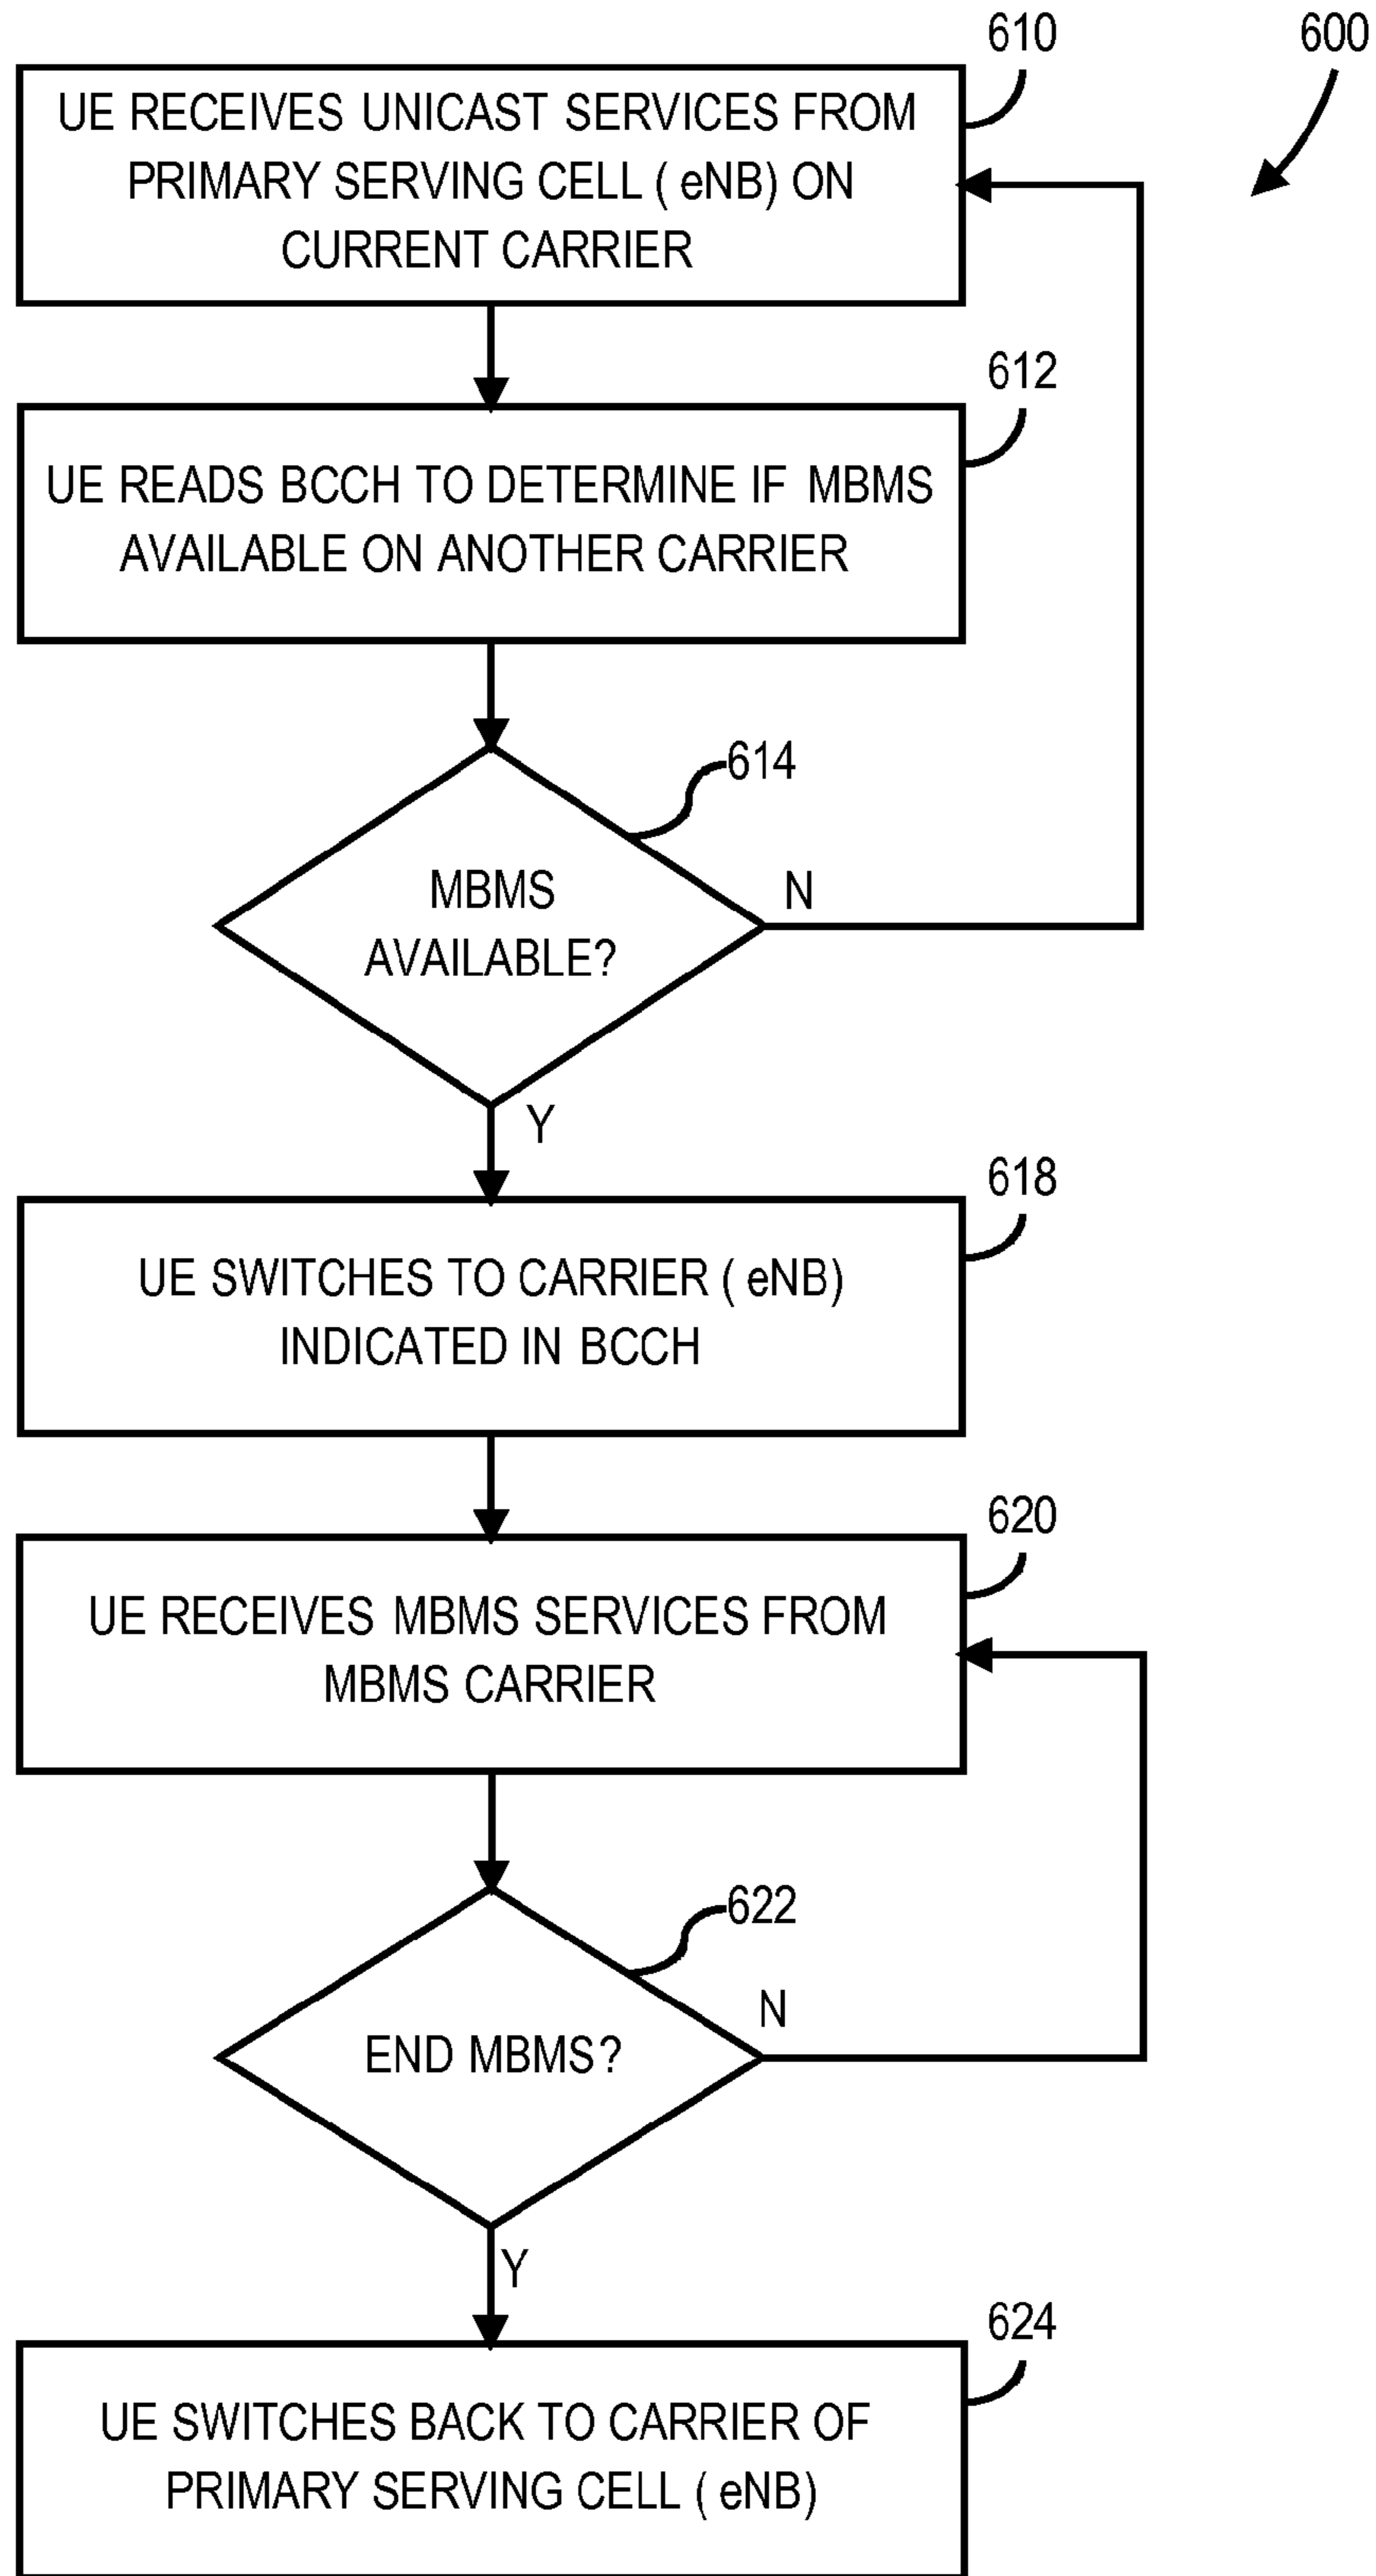 610
600
UE RECEIVES UNICAST SERVICES FROM
PRIMARY SERVING CELL ( eNB) ON
CURRENT CARRIER
612
UE READS BCCH TO DETERMINE IF MBMS
AVAILABLE ON ANOTHER CARRIER
614
MBMS
AVAILABLE?
N
Y
618
UE SWITCHES TO CARRIER ( eNB)
INDICATED IN BCCH
620
UE RECEIVES MBMS SERVICES FROM
MBMS CARRIER
622
END MBMS?
N
Y
624
UE SWITCHES BACK TO CARRIER OF
PRIMARY SERVING CELL ( eNB)